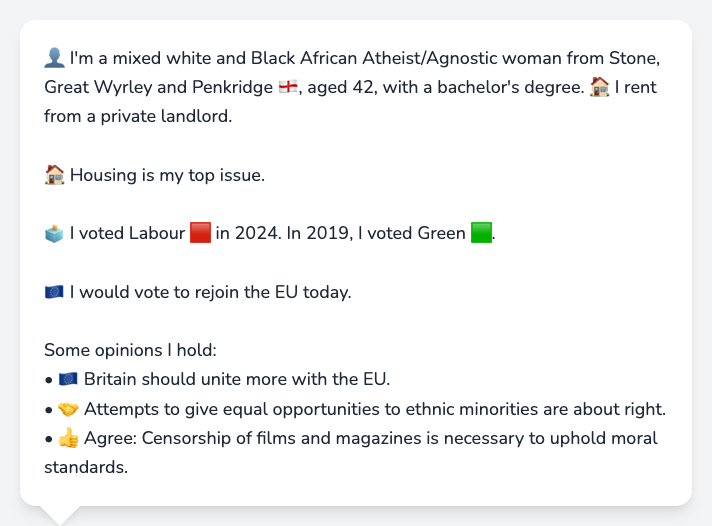 👤 I'm a mixed white and Black African Atheist/Agnostic woman from Stone,
Great Wyrley and Penkridge 🏴󠁧󠁢󠁥󠁮󠁧󠁿, aged 42, with a bachelor's degree. 🏠 I rent
from a private landlord.
🏠 Housing is my top issue.
🗳️ I voted Labour 🟥 in 2024. In 2019, I voted Green 🟩.
🇪🇺 I would vote to rejoin the EU today.
Some opinions I hold:
• 🇪🇺 Britain should unite more with the EU.
• 🤝 Attempts to give equal opportunities to ethnic minorities are about right.
• 👍 Agree: Censorship of films and magazines is necessary to uphold moral
standards.